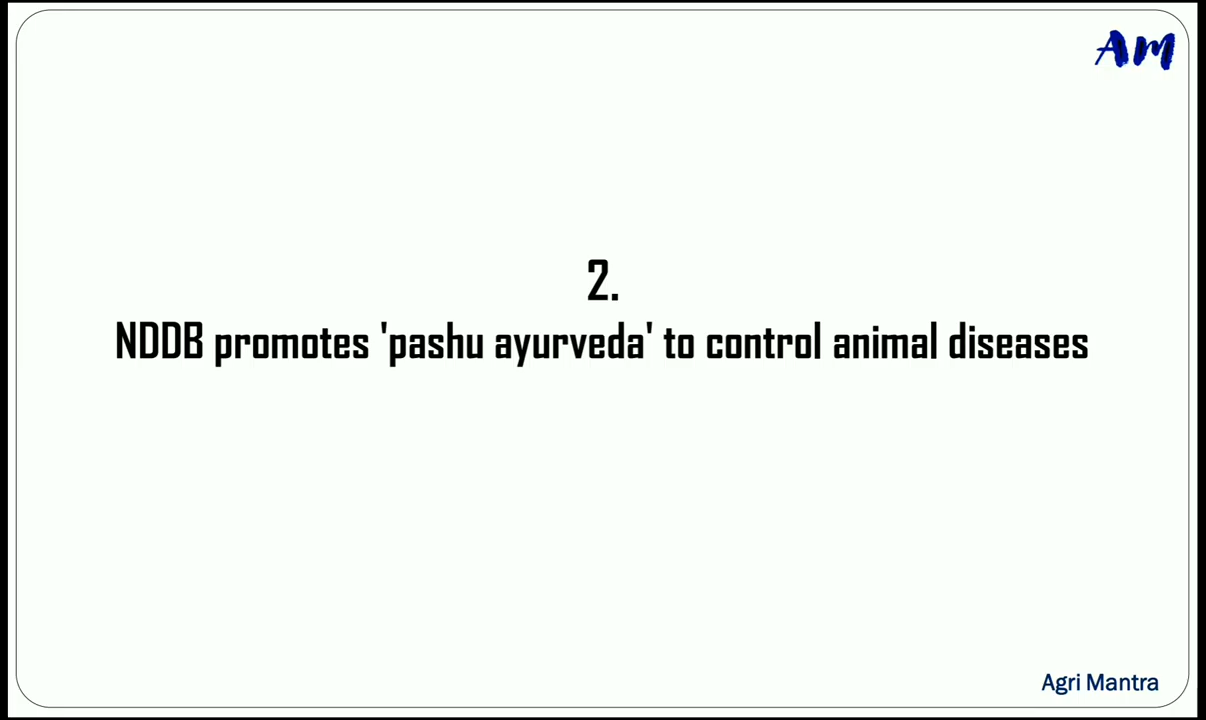 AM
2.
NDDB promotes 'pashu ayurveda' to control animal diseases
Agri Mantra